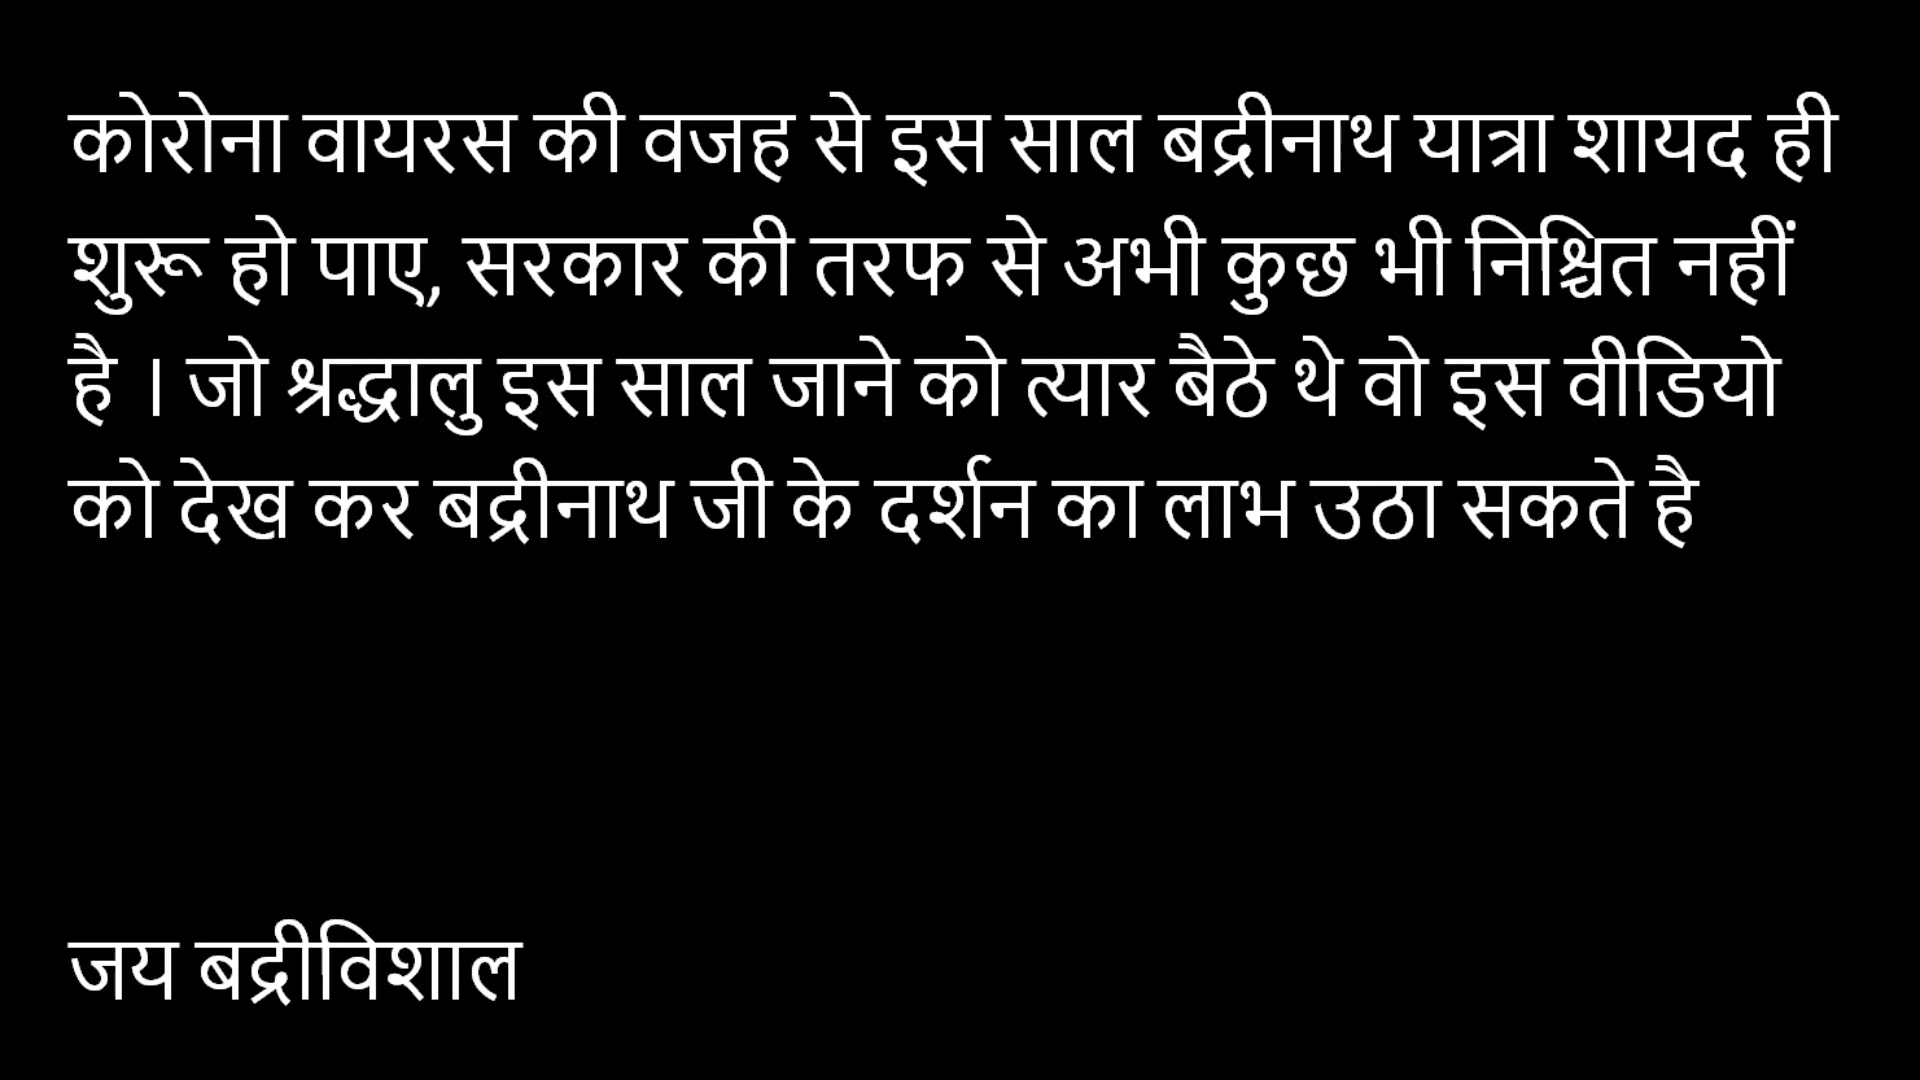 कोरोना वायरस की वजह से इस साल बद्रीनाथ यात्रा शायद ही
शुरू हो पाए, सरकार की तरफ से अभी कुछ भी निश्चित नहीं
है । जो श्रद्धालु इस साल जाने को त्यार बैठे थे वो इस वीडियो
को देख कर बद्रीनाथ जी के दर्शन का लाभ उठा सकते है
जय बद्रीविशाल